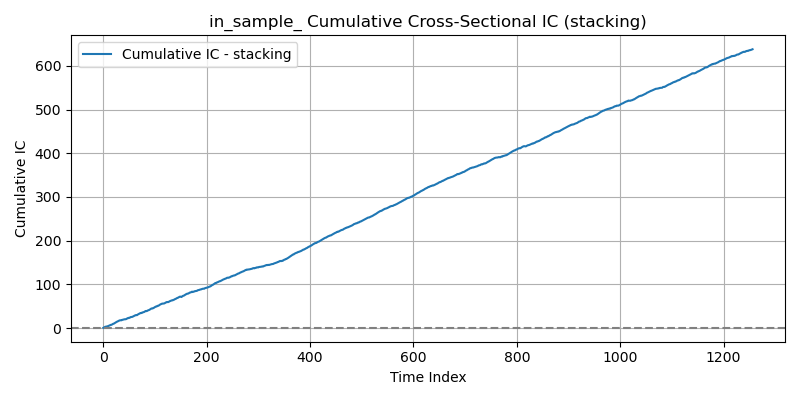 in_sample_ Cumulative Cross-Sectional IC (stacking)
Cumulative IC - stacking
Cumulative IC
600
500
400
300
200
100
0
0 200 400 600 800 1000 1200
Time Index